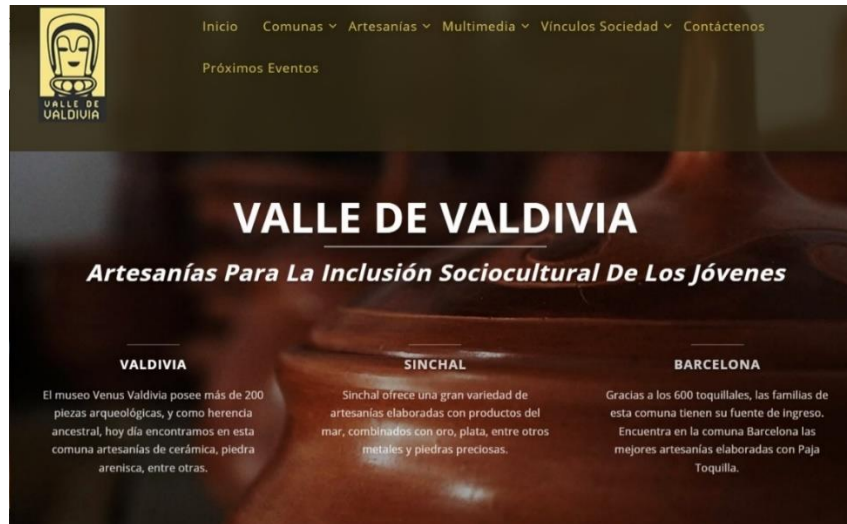 VALLE DE
VALDIVIA
Inicio Comunas Artesanías Multimedia Vínculos Sociedad Contáctenos
Próximos Eventos
VALLE DE VALDIVIA
Artesanías Para La Inclusión Sociocultural De Los Jóvenes
VALDIVIA
El museo Venus Valdivia posee más de 200
piezas arqueológicas, y como herencia
ancestral, hoy día encontramos en esta
comuna artesanías de cerámica, piedra
arenisca, entre otras.
SINCHAL
Sinchal ofrece una gran variedad de
artesanías elaboradas con productos del
mar, combinados con oro, plata, entre otros
metales y piedras preciosas.
BARCELONA
Gracias a los 600 toquillales, las familias de
esta comuna tienen su fuente de ingreso.
Encuentra en la comuna Barcelona las
mejores artesanías elaboradas con Paja
Toquilla.